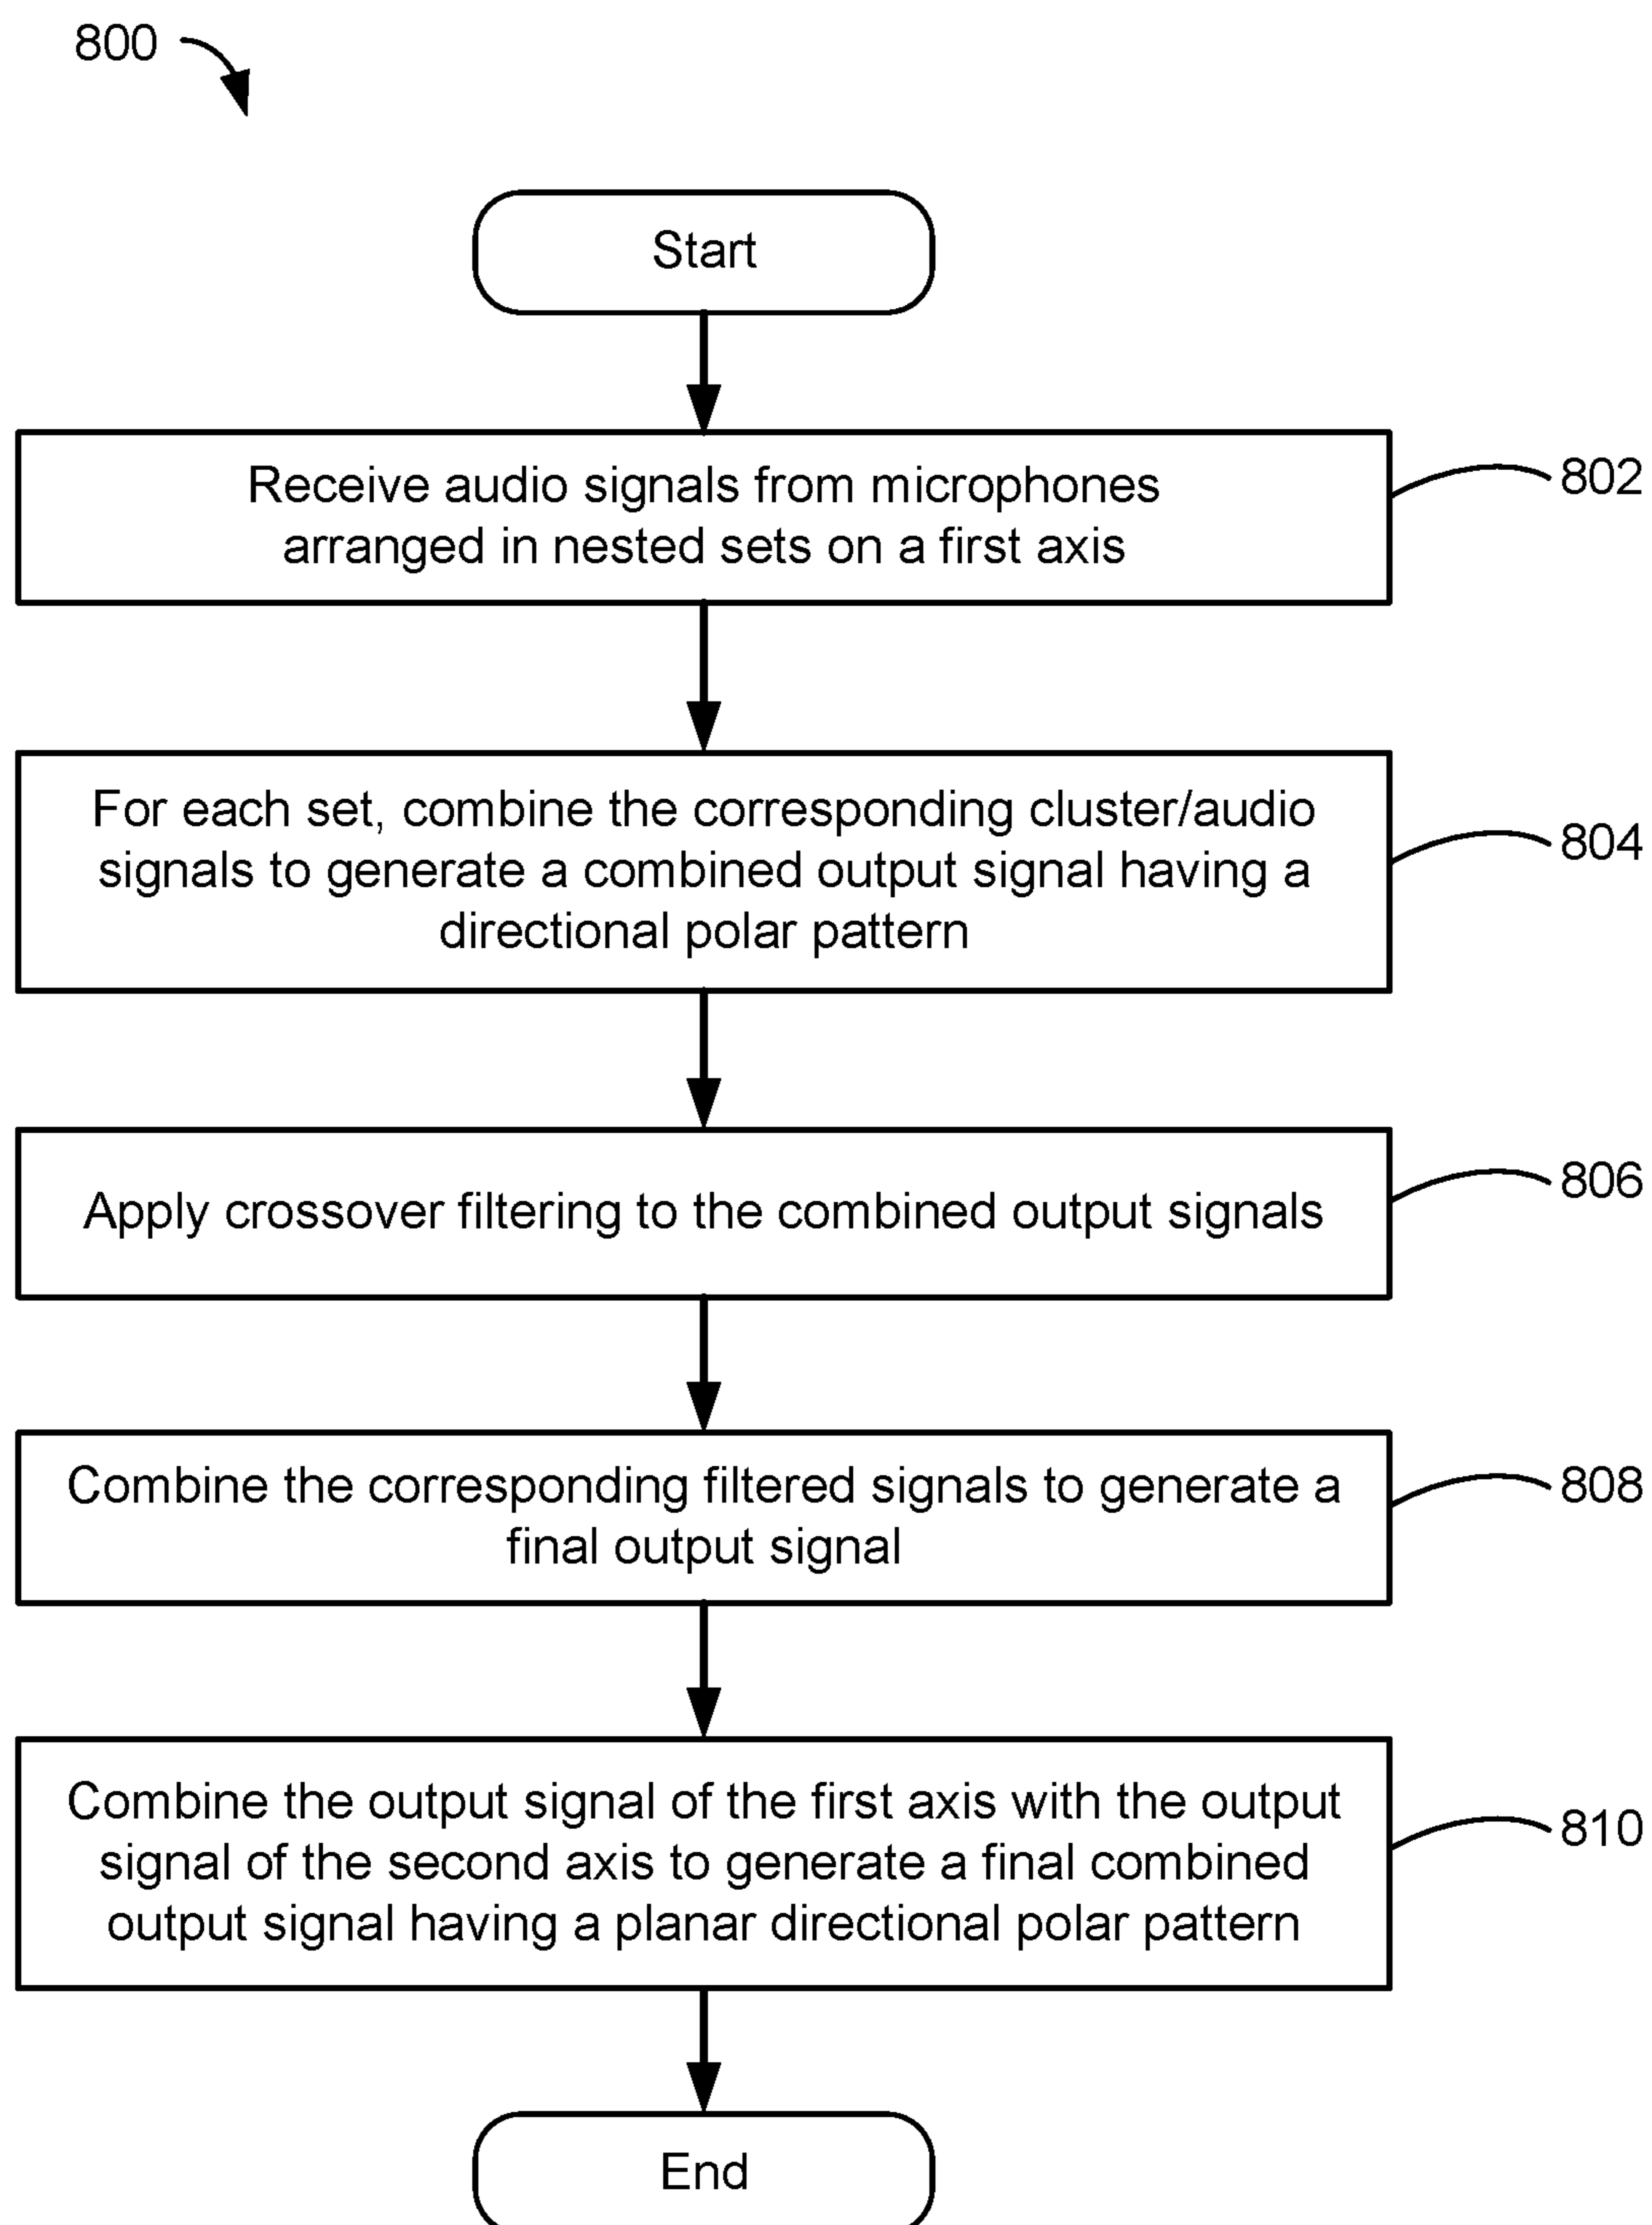 800
Start
Receive audio signals from microphones
arranged in nested sets on a first axis
802
For each set, combine the corresponding cluster/audio
signals to generate a combined output signal having a
directional polar pattern
804
Apply crossover filtering to the combined output signals
806
Combine the corresponding filtered signals to generate a
final output signal
808
Combine the output signal of the first axis with the output
signal of the second axis to generate a final combined
output signal having a planar directional polar pattern
810
End